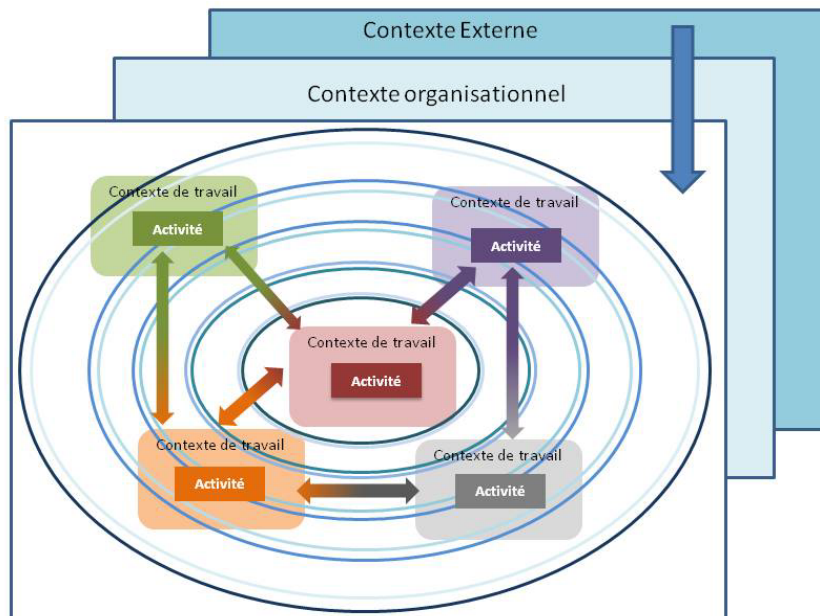 Contexte Externe
Contexte organisationnel
Contexte de travail
Activité
Contexte de travail
Activité
Contexte de travail
Activité
Contexte de travail
Activité
Contexte de travail
Activité